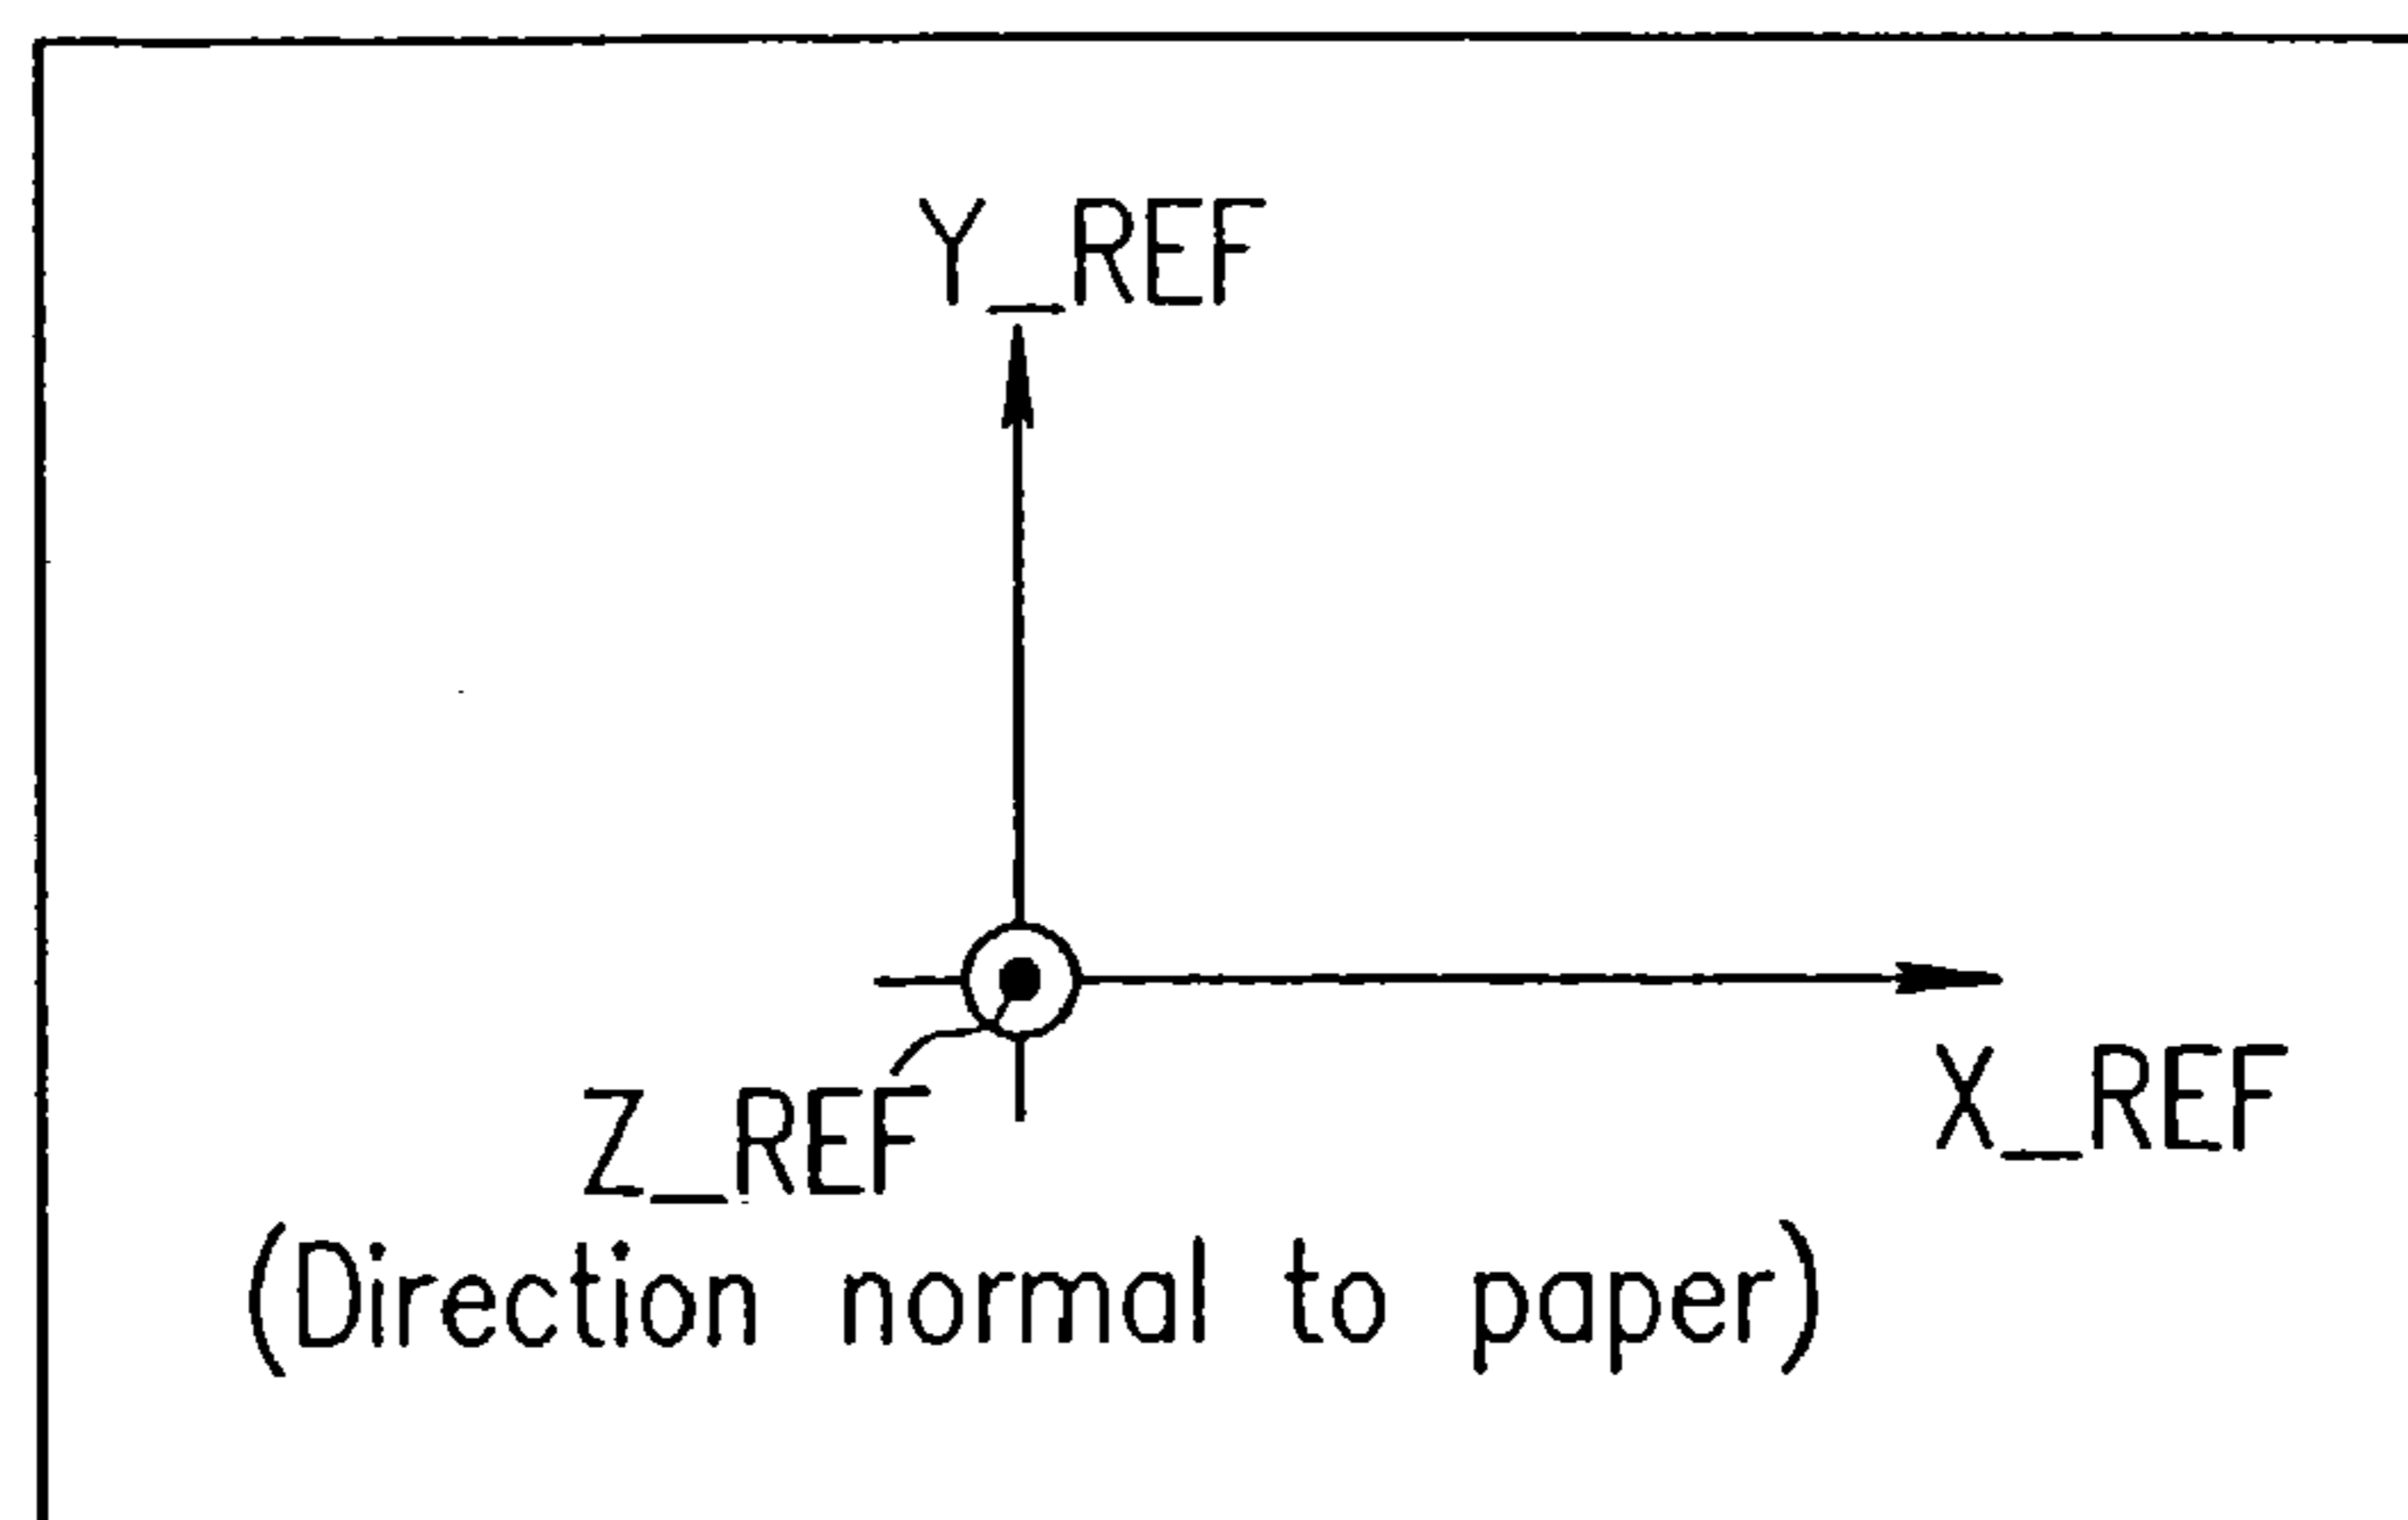 Y_REF
X_REF
Z_REF
(Direction normal to paper)